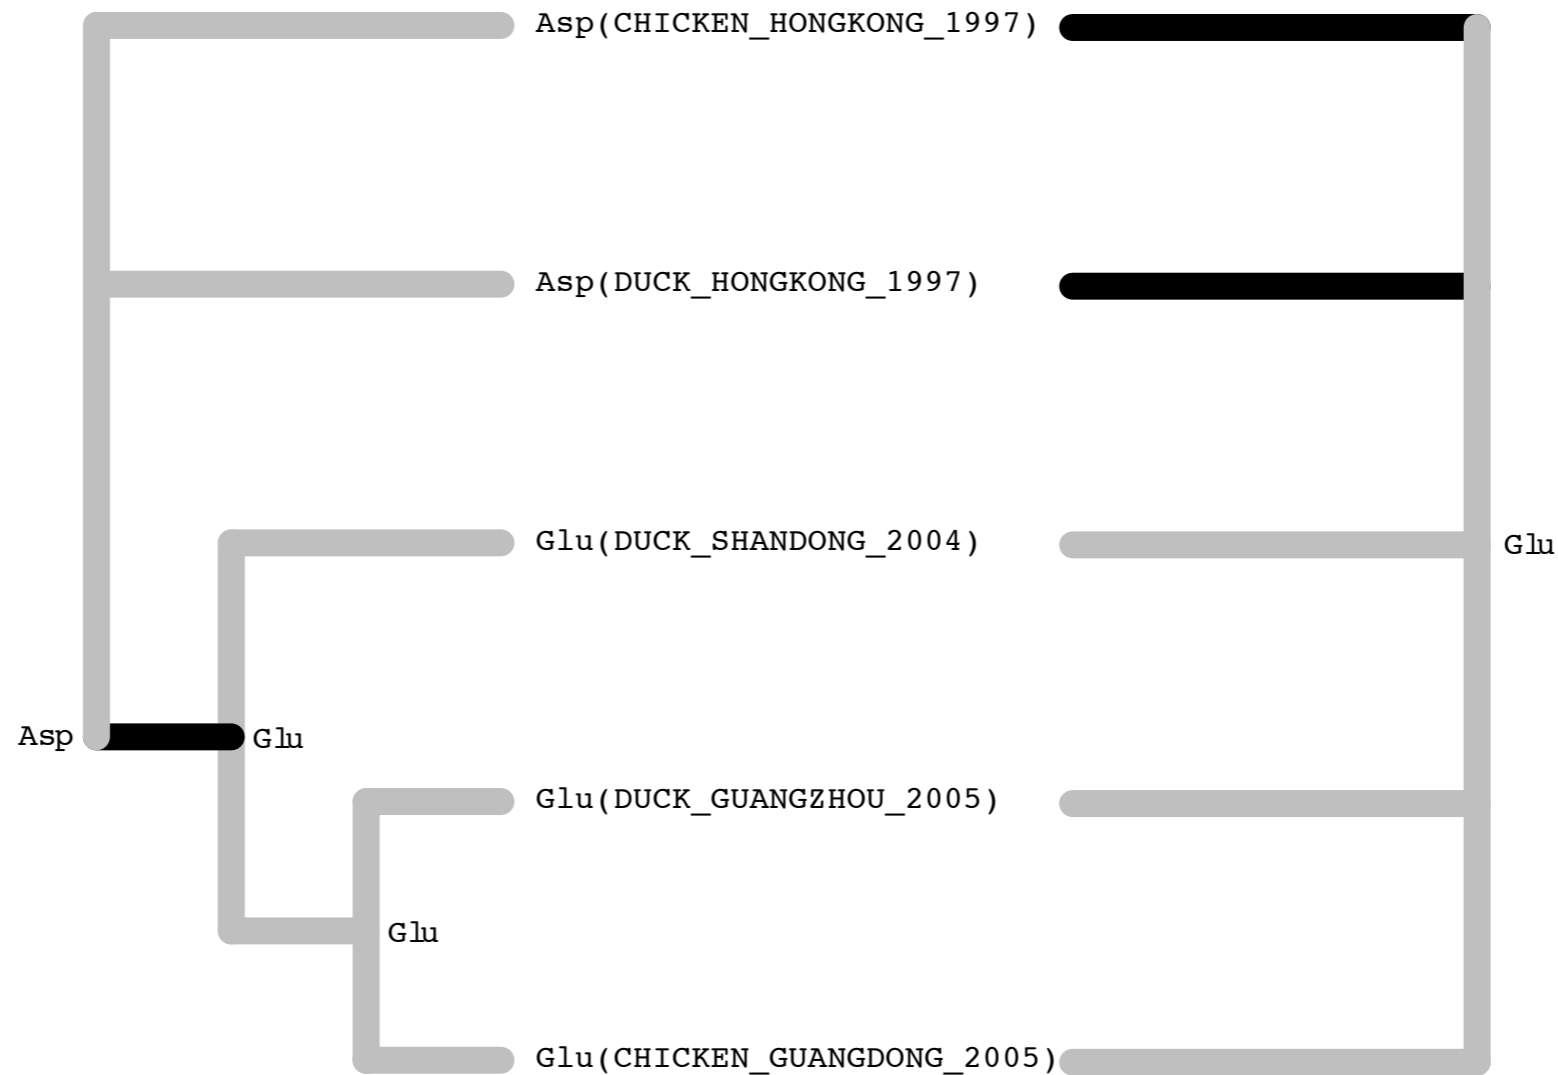 Asp(CHICKEN_HONGKONG_1997)
Asp(DUCK_HONGKONG_1997)
Glu(DUCK_SHANDONG_2004)
Glu
Asp
Glu
Glu(DUCK_GUANGZHOU_2005)
Glu
Glu(CHICKEN_GUANGDONG_2005)